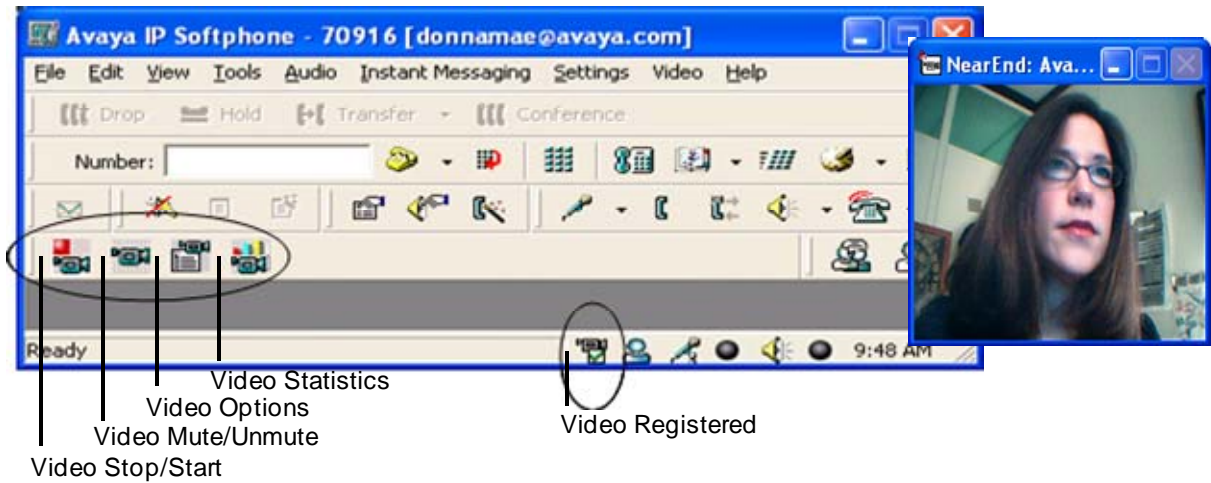 Avaya IP Softphone - 70916 [donnamae@avaya.com]
NearEnd: Ava...
File Edit View Tools Audio Instant Messaging Settings Video Help
Drop Hold Transfer Conference
Number:
Ready 9:48 AM
Video Statistics
Video Options
Video Mute/Unmute
Video Stop/Start
Video Registered